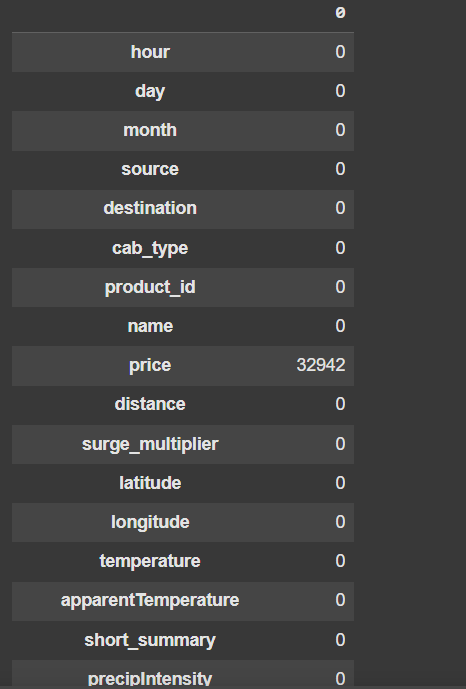 0
hour 0
day 0
month 0
source 0
destination 0
cab_type 0
product_id 0
name 0
price 32942
distance 0
surge_multiplier 0
latitude 0
longitude 0
temperature 0
apparentTemperature 0
short_summary 0
precipIntensity 0